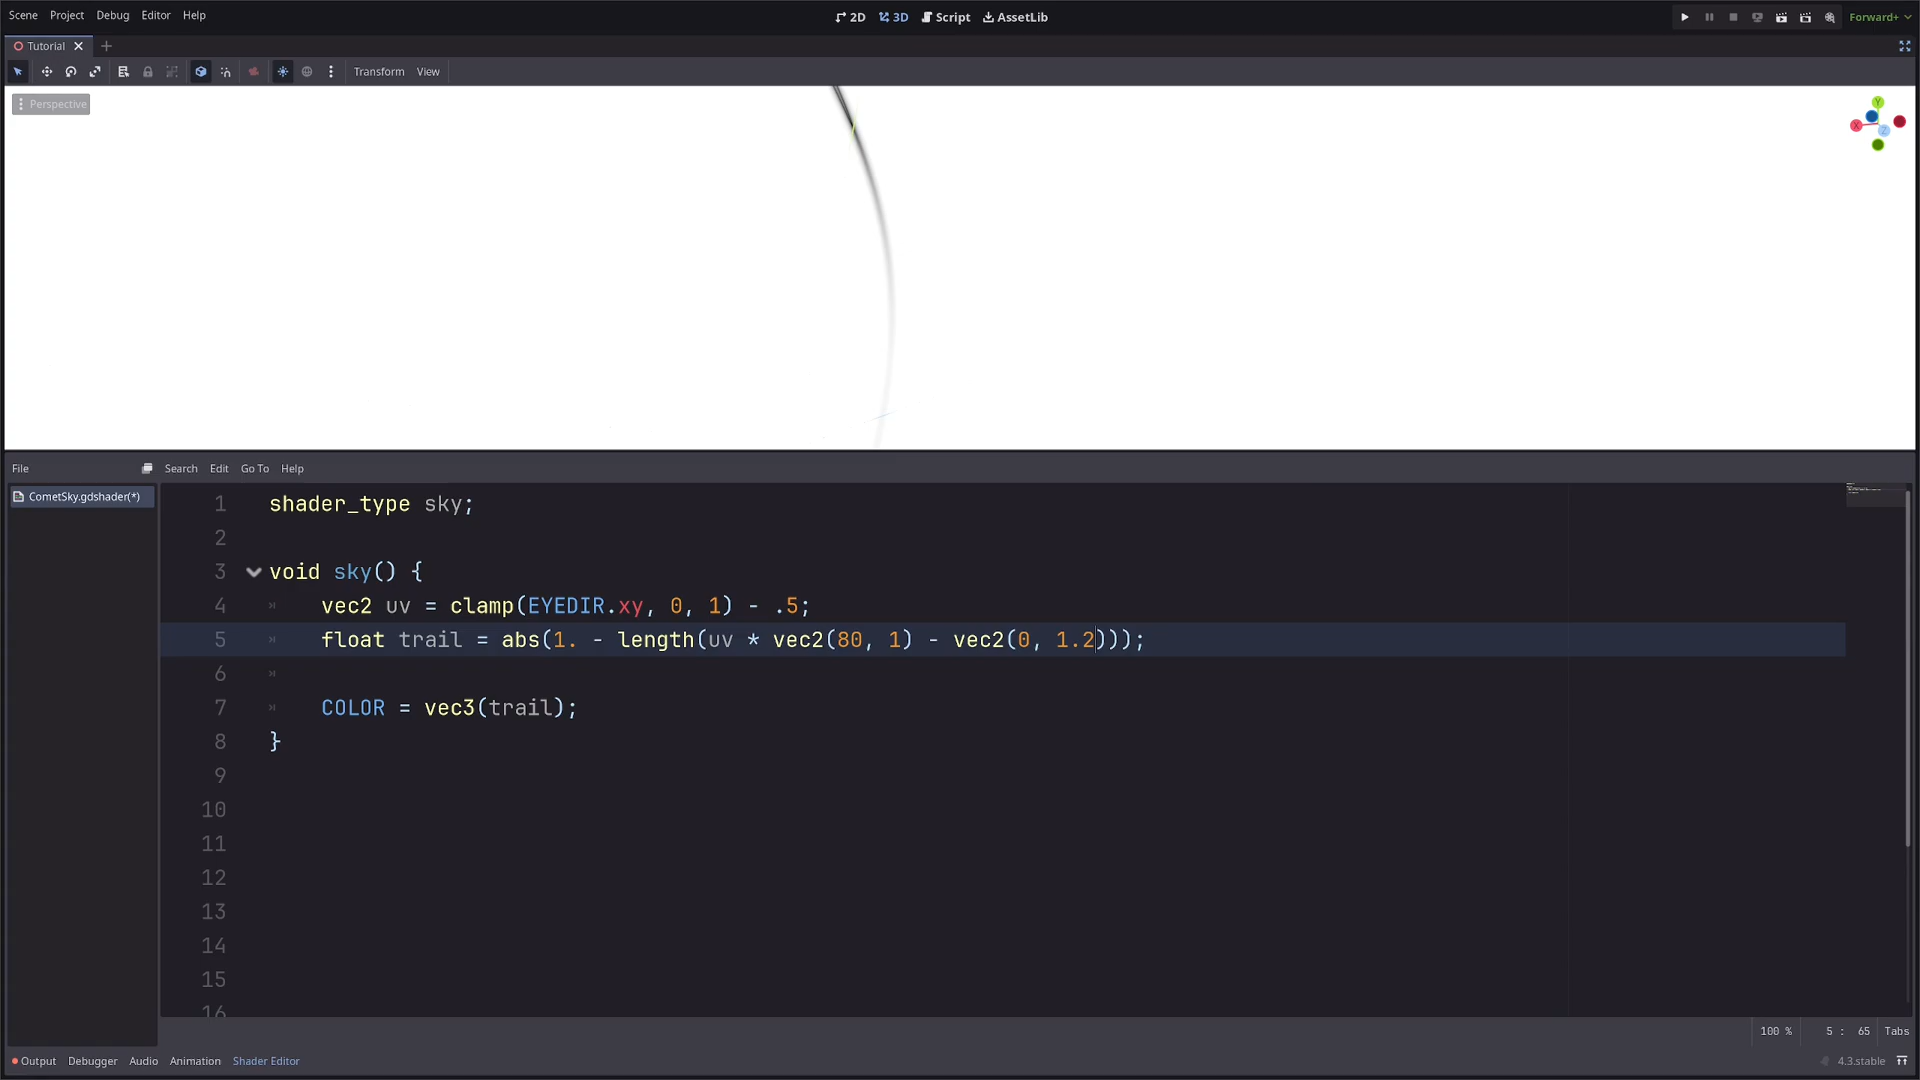 Scene Project Debug Editor Help 2D 3D Script AssetLib Forward+
Tutorial
Transform View
Perspective
Y
X Z
File Search Edit Go To Help
CometSky.gdshader(*)
1 shader_type sky;
2
3 void sky() {
4 vec2 uv = clamp(EYEDIR.xy, 0, 1) - .5;
5 float trail = abs(1. - length(uv * vec2(80, 1) - vec2(0, 1.2)));
6
7 COLOR = vec3(trail);
8 }
9
10
11
12
13
14
15
16
100 % 5 : 65 Tabs
Output Debugger Audio Animation Shader Editor 4.3.stable